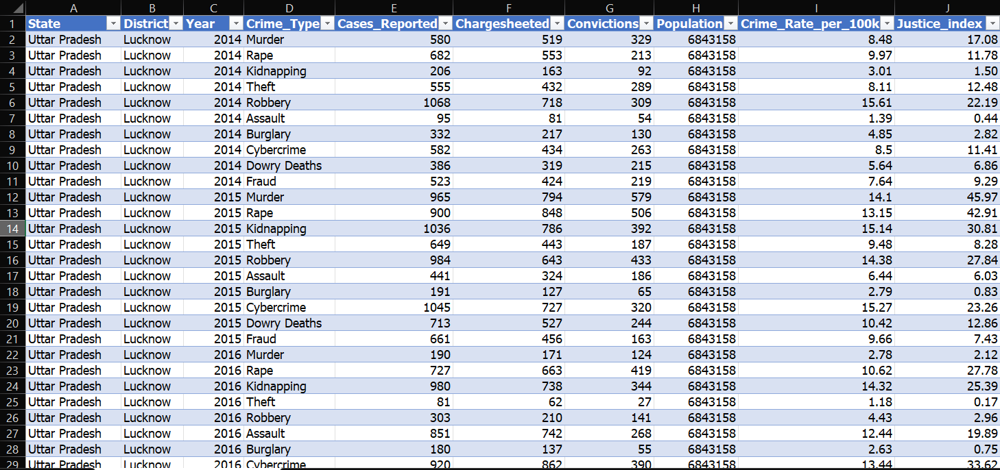 A B C D E F G H I J
1 State District Year Crime_Type Cases_Reported Chargesheeted Convictions Population Crime_Rate_per_100k Justice_index
2 Uttar Pradesh Lucknow 2014 Murder 580 519 329 6843158 8.48 17.08
3 Uttar Pradesh Lucknow 2014 Rape 682 553 213 6843158 9.97 11.78
4 Uttar Pradesh Lucknow 2014 Kidnapping 206 163 92 6843158 3.01 1.50
5 Uttar Pradesh Lucknow 2014 Theft 555 432 289 6843158 8.11 12.48
6 Uttar Pradesh Lucknow 2014 Robbery 1068 718 309 6843158 15.61 22.19
7 Uttar Pradesh Lucknow 2014 Assault 95 81 54 6843158 1.39 0.44
8 Uttar Pradesh Lucknow 2014 Burglary 332 217 130 6843158 4.85 2.82
9 Uttar Pradesh Lucknow 2014 Cybercrime 582 434 263 6843158 8.5 11.41
10 Uttar Pradesh Lucknow 2014 Dowry Deaths 386 319 215 6843158 5.64 6.86
11 Uttar Pradesh Lucknow 2014 Fraud 523 424 219 6843158 7.64 9.29
12 Uttar Pradesh Lucknow 2015 Murder 965 794 579 6843158 14.1 45.97
13 Uttar Pradesh Lucknow 2015 Rape 900 848 506 6843158 13.15 42.91
14 Uttar Pradesh Lucknow 2015 Kidnapping 1036 786 392 6843158 15.14 30.81
15 Uttar Pradesh Lucknow 2015 Theft 649 443 187 6843158 9.48 8.28
16 Uttar Pradesh Lucknow 2015 Robbery 984 643 433 6843158 14.38 27.84
17 Uttar Pradesh Lucknow 2015 Assault 441 324 186 6843158 6.44 6.03
18 Uttar Pradesh Lucknow 2015 Burglary 191 127 65 6843158 2.79 0.83
19 Uttar Pradesh Lucknow 2015 Cybercrime 1045 727 320 6843158 15.27 23.26
20 Uttar Pradesh Lucknow 2015 Dowry Deaths 713 527 244 6843158 10.42 12.86
21 Uttar Pradesh Lucknow 2015 Fraud 661 456 163 6843158 9.66 7.43
22 Uttar Pradesh Lucknow 2016 Murder 190 171 124 6843158 2.78 2.12
23 Uttar Pradesh Lucknow 2016 Rape 727 663 419 6843158 10.62 27.78
24 Uttar Pradesh Lucknow 2016 Kidnapping 980 738 344 6843158 14.32 25.39
25 Uttar Pradesh Lucknow 2016 Theft 81 62 27 6843158 1.18 0.17
26 Uttar Pradesh Lucknow 2016 Robbery 303 210 141 6843158 4.43 2.96
27 Uttar Pradesh Lucknow 2016 Assault 851 742 268 6843158 12.44 19.89
28 Uttar Pradesh Lucknow 2016 Burglary 180 137 55 6843158 2.63 0.75
29 Uttar Pradesh Lucknow 2016 Cybercrime 920 862 390 6843158 13.44 33.62